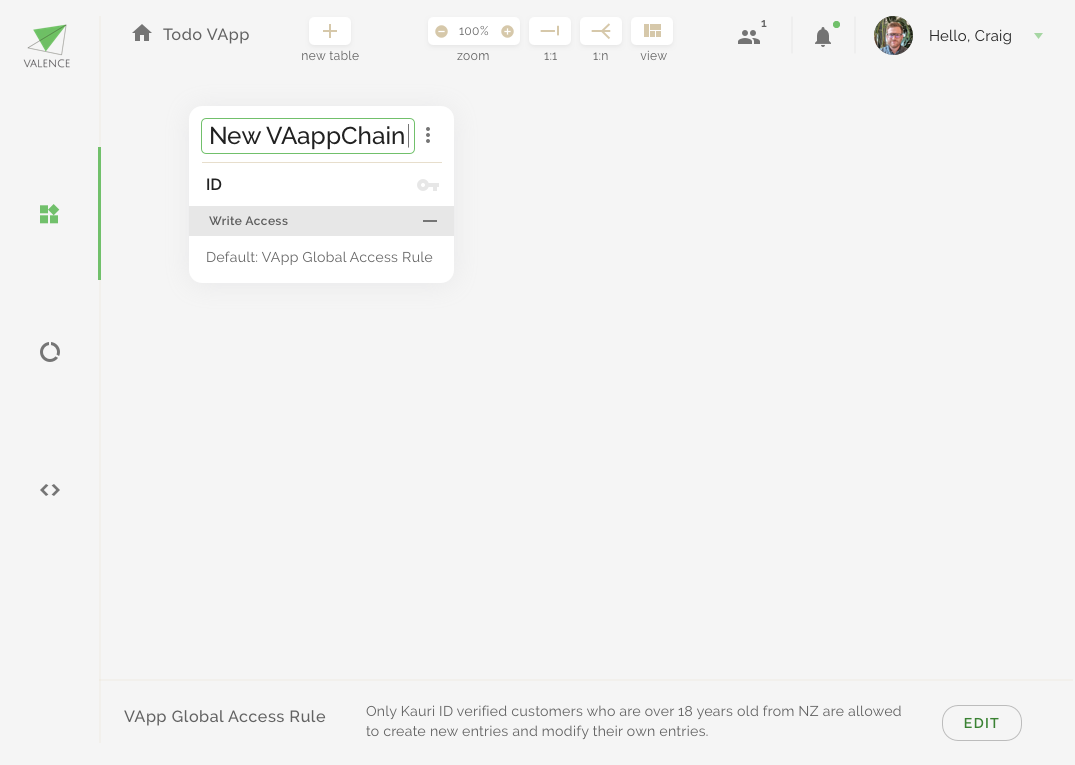 VALENCE
Todo VApp
new table
100%
zoom
1:1
1:n
view
1
Hello, Craig
New VAappChain
ID
Write Access
Default: VApp Global Access Rule
VApp Global Access Rule
Only Kauri ID verified customers who are over 18 years old from NZ are allowed
to create new entries and modify their own entries.
EDIT